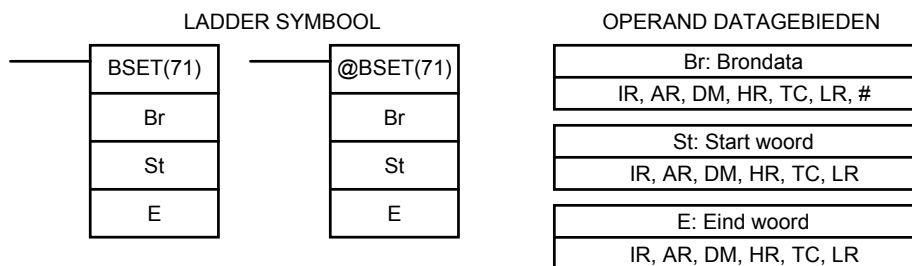 LADDER SYMBOOL
BSET(71)
Br
St
E
@BSET(71)
Br
St
E
OPERAND DATAGEBIEDEN
Br: Brondata
IR, AR, DM, HR, TC, LR, #
St: Start woord
IR, AR, DM, HR, TC, LR
E: Eind woord
IR, AR, DM, HR, TC, LR